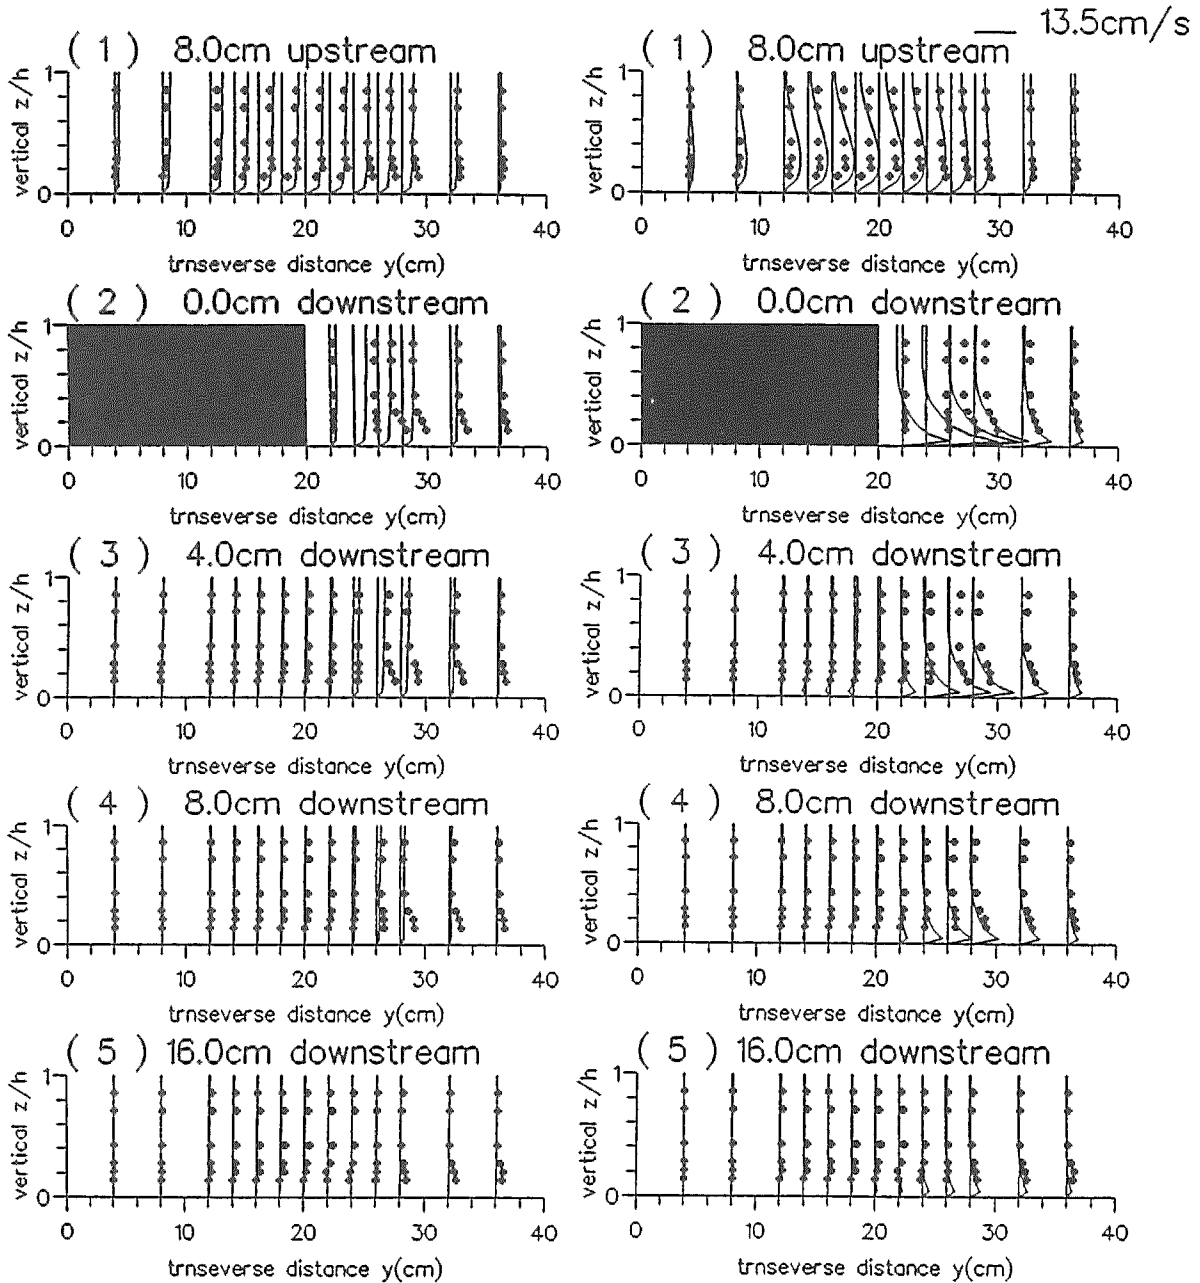 13.5cm/s
( 1 ) 8.0cm upstream
vertical z/h
1
0
0 10 20 30 40
trnseverse distance y(cm)
( 1 ) 8.0cm upstream
vertical z/h
1
0
0 10 20 30 40
trnseverse distance y(cm)
( 2 ) 0.0cm downstream
vertical z/h
1
0
0 10 20 30 40
trnseverse distance y(cm)
( 2 ) 0.0cm downstream
vertical z/h
1
0
0 10 20 30 40
trnseverse distance y(cm)
( 3 ) 4.0cm downstream
vertical z/h
1
0
0 10 20 30 40
trnseverse distance y(cm)
( 3 ) 4.0cm downstream
vertical z/h
1
0
0 10 20 30 40
trnseverse distance y(cm)
( 4 ) 8.0cm downstream
vertical z/h
1
0
0 10 20 30 40
trnseverse distance y(cm)
( 4 ) 8.0cm downstream
vertical z/h
1
0
0 10 20 30 40
trnseverse distance y(cm)
( 5 ) 16.0cm downstream
vertical z/h
1
0
0 10 20 30 40
trnseverse distance y(cm)
( 5 ) 16.0cm downstream
vertical z/h
1
0
0 10 20 30 40
trnseverse distance y(cm)